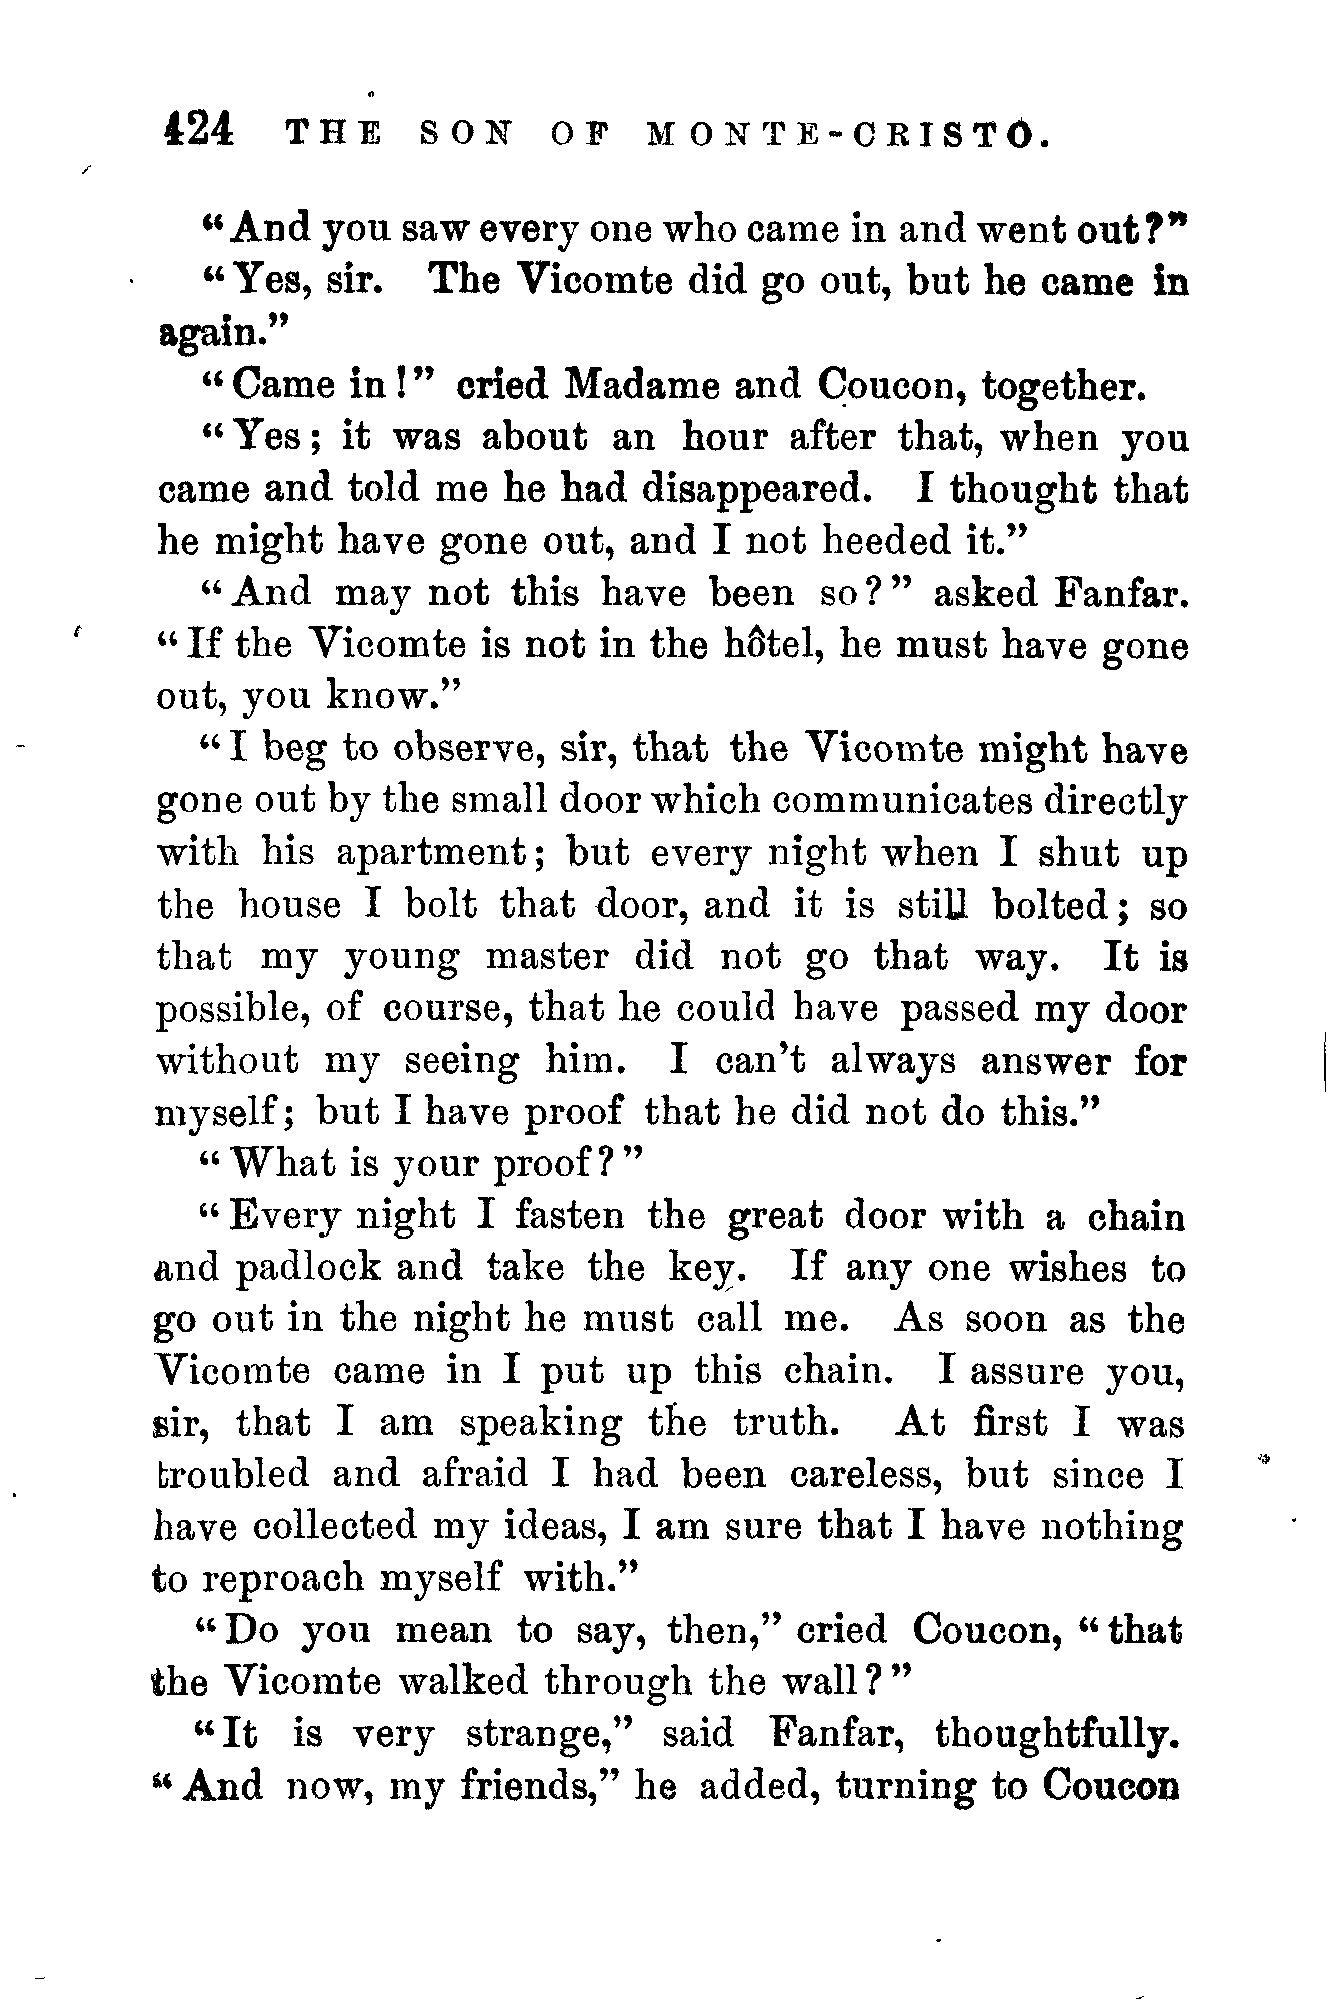 424 THE SON OF MONTE-CRISTO.
“And you saw every one who came in and went out?”
“Yes, sir. The Vicomte did go out, but he came in
again.”
“Came in!” cried Madame and Coucon, together.
“Yes; it was about an hour after that, when you
came and told me he had disappeared. I thought that
he might have gone out, and I not heeded it.”
“And may not this have been so?” asked Fanfar.
“If the Vicomte is not in the hôtel, he must have gone
out, you know.”
“I beg to observe, sir, that the Vicomte might have
gone out by the small door which communicates directly
with his apartment; but every night when I shut up
the house I bolt that door, and it is still bolted; so
that my young master did not go that way. It is
possible, of course, that he could have passed my door
without my seeing him. I can’t always answer for
myself; but I have proof that he did not do this.”
“What is your proof?”
“Every night I fasten the great door with a chain
and padlock and take the key. If any one wishes to
go out in the night he must call me. As soon as the
Vicomte came in I put up this chain. I assure you,
sir, that I am speaking the truth. At first I was
troubled and afraid I had been careless, but since I
have collected my ideas, I am sure that I have nothing
to reproach myself with.”
“Do you mean to say, then,” cried Coucon, “that
the Vicomte walked through the wall?”
“It is very strange,” said Fanfar, thoughtfully.
“And now, my friends,” he added, turning to Coucon